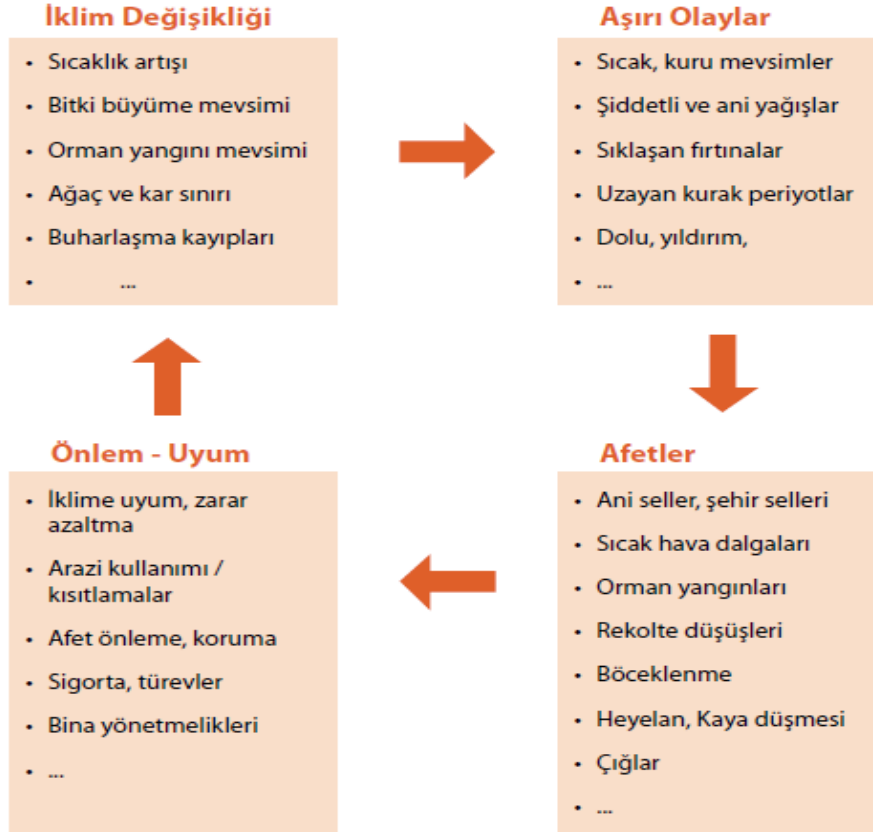 İklim Değişikliği
• Sıcaklık artışı
• Bitki büyüme mevsimi
• Orman yangını mevsimi
• Ağaç ve kar sınırı
• Buharlaşma kayıpları
• ...
Aşırı Olaylar
• Sıcak, kuru mevsimler
• Şiddetli ve ani yağışlar
• Sıklaşan fırtınalar
• Uzayan kurak periyotlar
• Dolu, yıldırım,
• ...
Önlem - Uyum
• İklime uyum, zarar
azaltma
• Arazi kullanımı /
kısıtlamalar
• Afet önleme, koruma
• Sigorta, türevler
• Bina yönetmelikleri
• ...
Afetler
• Ani seller, şehir selleri
• Sıcak hava dalgaları
• Orman yangınları
• Rekolte düşüşleri
• Böceklenme
• Heyelan, Kaya düşmesi
• Çığlar
• ...